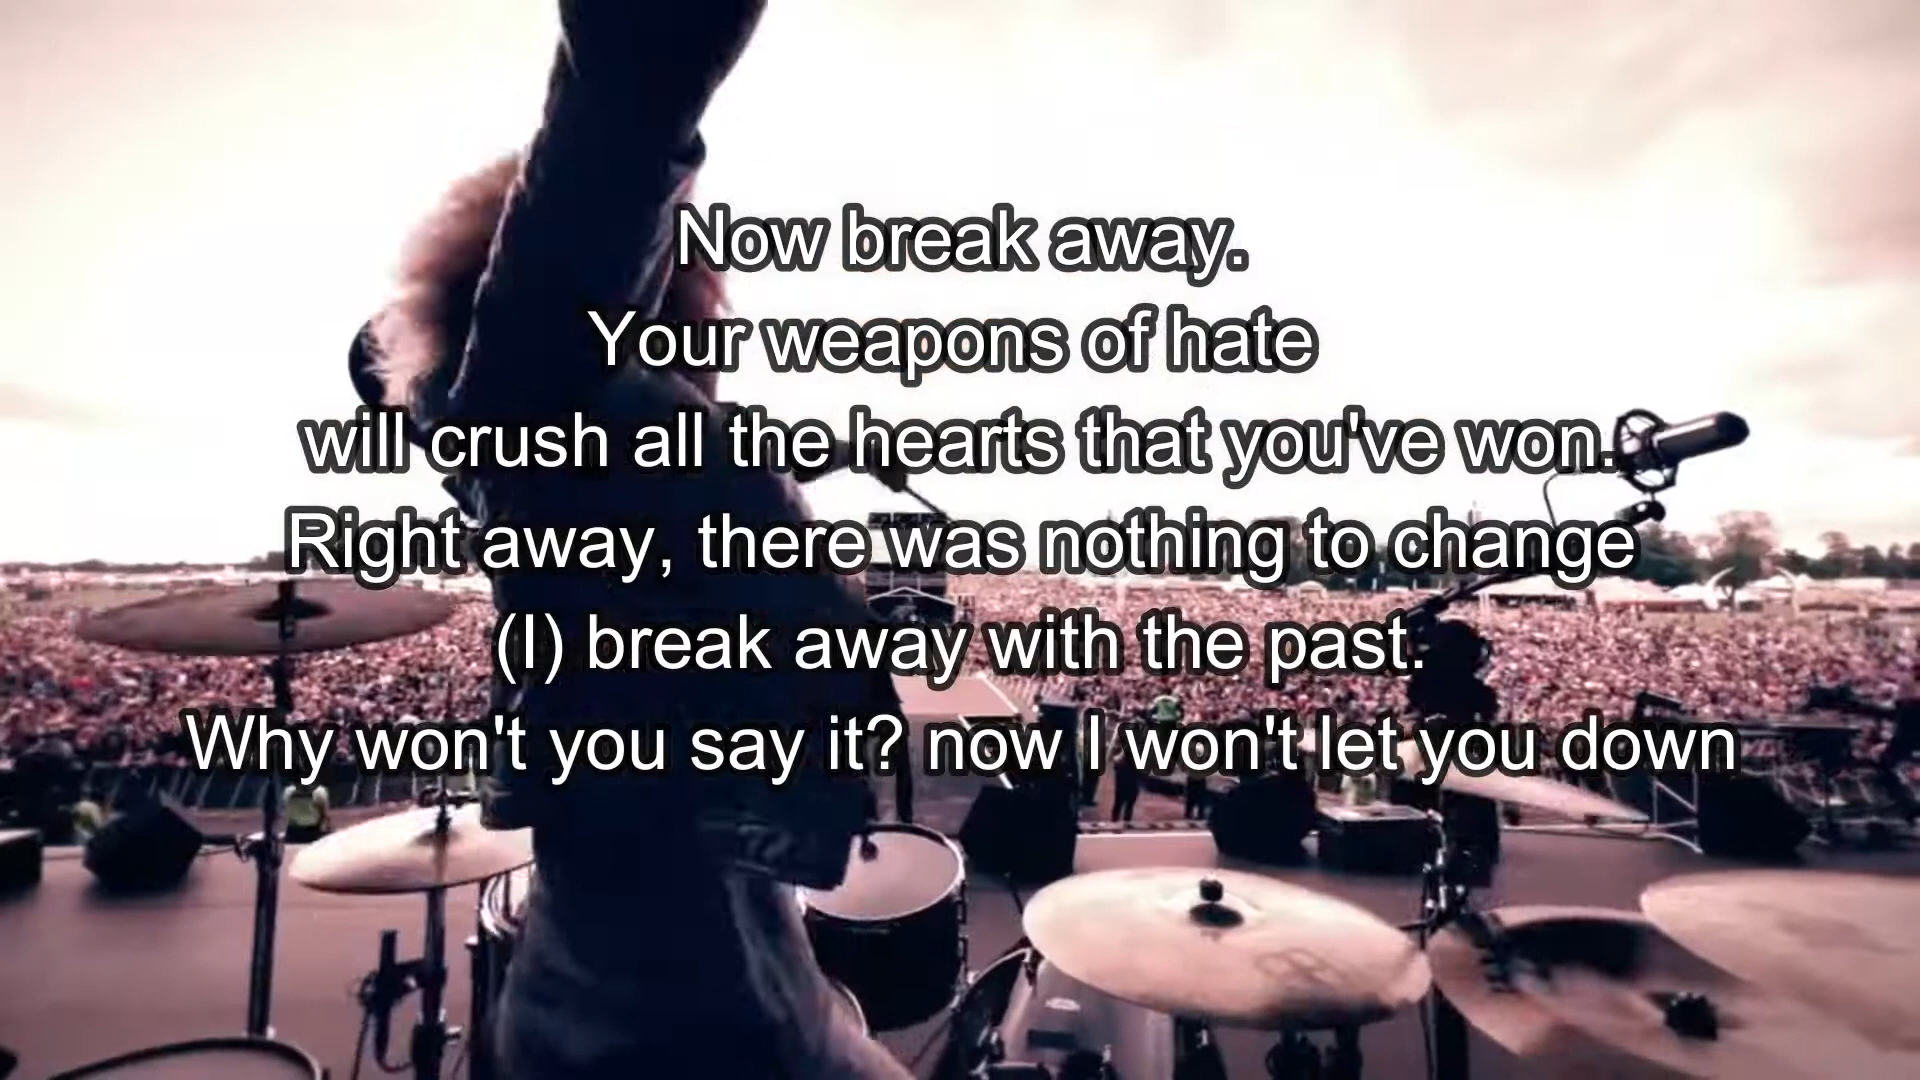 Now break away.
Your weapons of hate
will crush all the hearts that you've won.
Right away, there was nothing to change
(I) break away with the past.
Why won't you say it? now I won't let you down